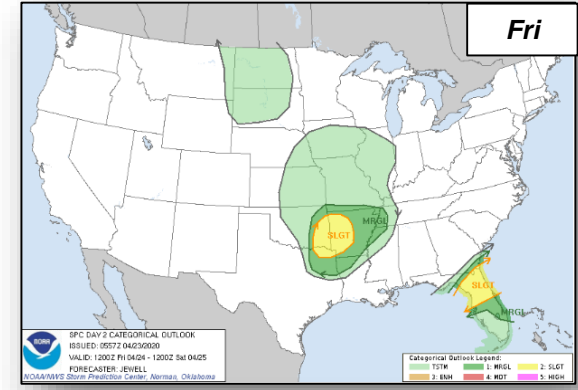 Fri
MRGL
SLGT
SLGT
MRGL
NOAA
SPC DAY 2 CATEGORICAL OUTLOOK
ISSUED: 0557Z 04/23/2020
VALID: 1200Z Fri 04/24 - 1200Z Sat 04/25
FORECASTER: JEWELL
NOAA/NWS Storm Prediction Center, Norman, Oklahoma
Categorical Outlook Legend:
TSTM 1: MRGL 2: SLGT
3: ENH 4: MDT 5: HIGH